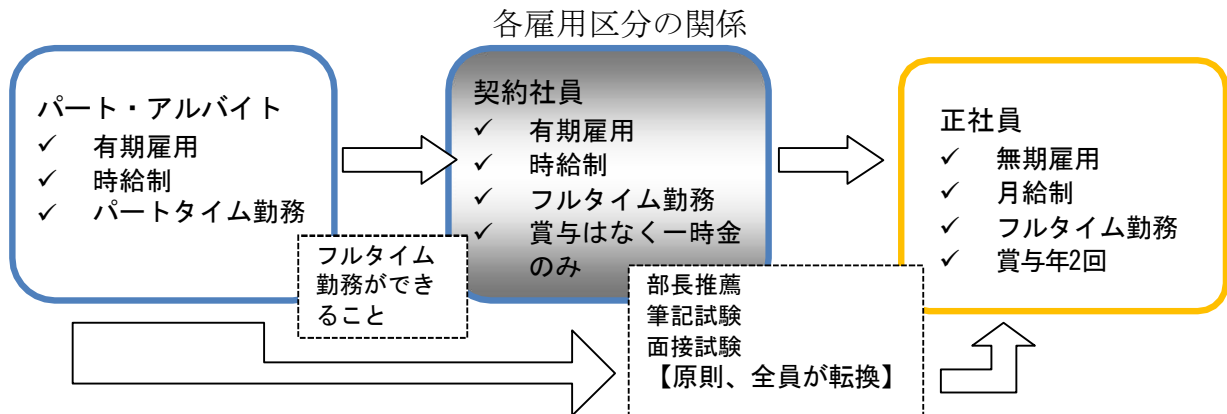 各雇用区分の関係
パート・アルバイト
✓ 有期雇用
✓ 時給制
✓ パートタイム勤務
フルタイム
勤務ができ
ること
契約社員
✓ 有期雇用
✓ 時給制
✓ フルタイム勤務
✓ 賞与はなく一時金
のみ
部長推薦
筆記試験
面接試験
【原則、全員が転換】
正社員
✓ 無期雇用
✓ 月給制
✓ フルタイム勤務
✓ 賞与年2回